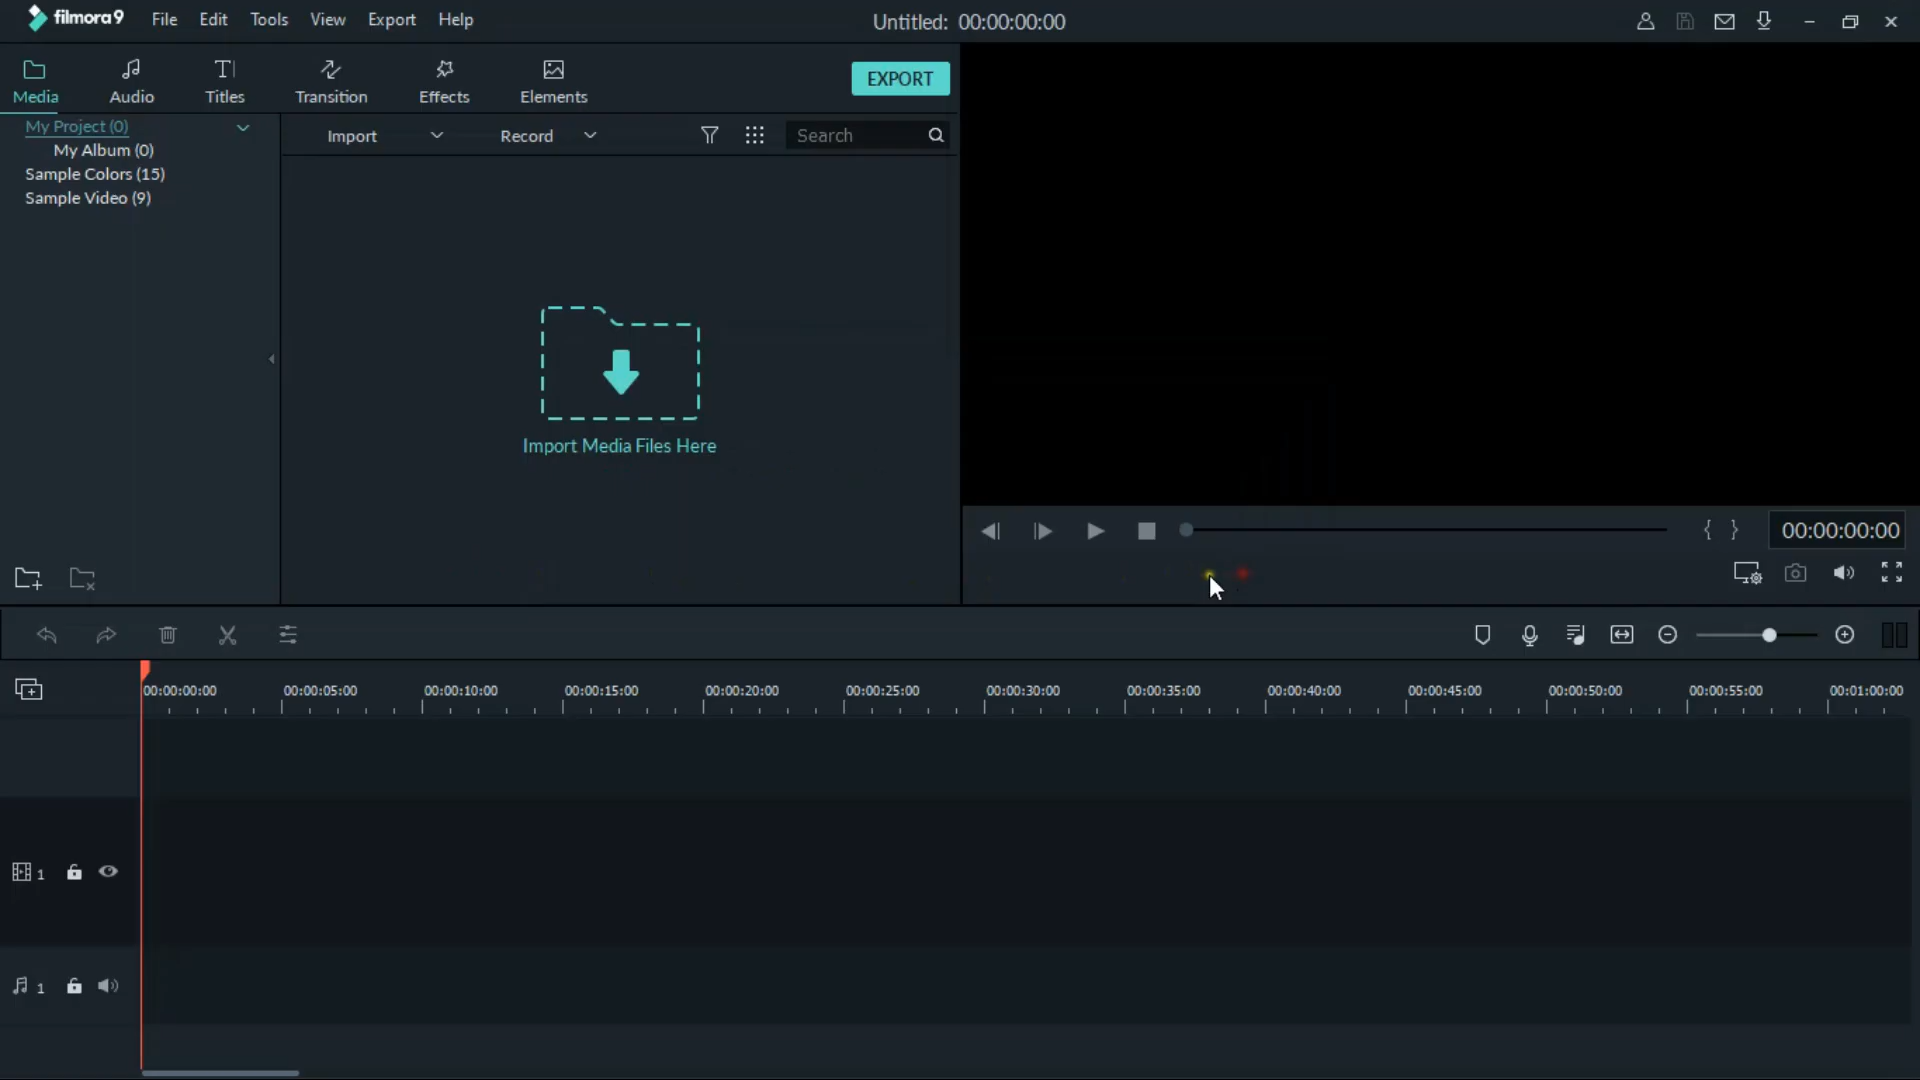 filmora9 File Edit Tools View Export Help Untitled: 00:00:00:00
Media Audio Titles Transition Effects Elements EXPORT
My Project (0)
My Album (0)
Sample Colors (15)
Sample Video (9)
Import Record Search
Import Media Files Here
{ } 00:00:00:00
00:00:00:00 00:00:05:00 00:00:10:00 00:00:15:00 00:00:20:00 00:00:25:00 00:00:30:00 00:00:35:00 00:00:40:00 00:00:45:00 00:00:50:00 00:00:55:00 00:01:00:00
1
1